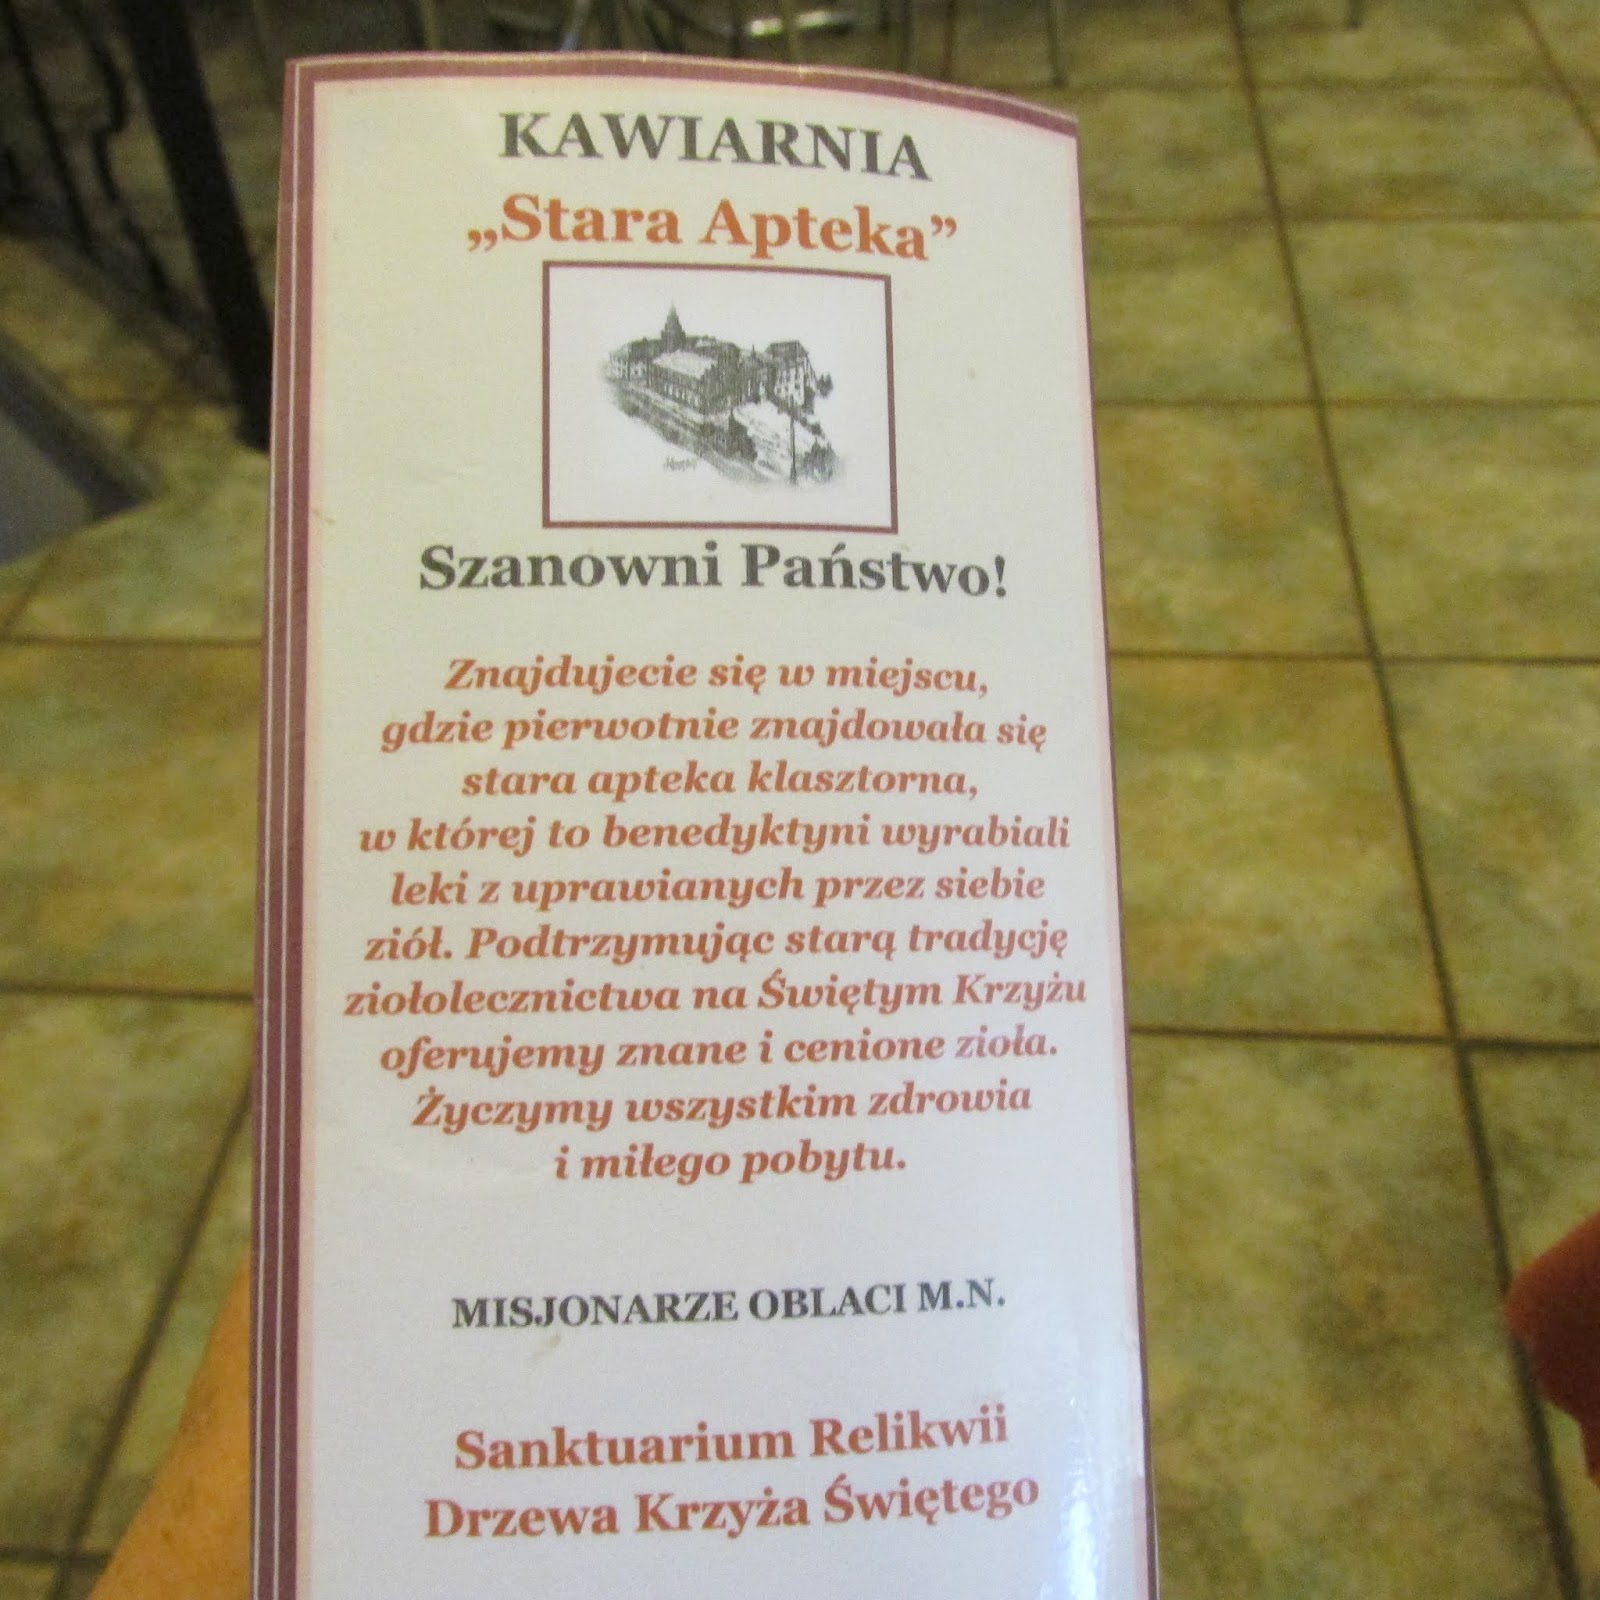 KAWIARNIA
„Stara Apteka”
Szanowni Państwo!
Znajdujecie się w miejscu,
gdzie pierwotnie znajdowała się
stara apteka klasztorna,
w której to benedyktyni wyrabiali
leki z uprawianych przez siebie
ziół. Podtrzymując starą tradycję
ziołolecznictwa na Świętym Krzyżu
oferujemy znane i cenione zioła.
Życzymy wszystkim zdrowia
i miłego pobytu.
MISJONARZE OBLACI M.N.
Sanktuarium Relikwii
Drzewa Krzyża Świętego